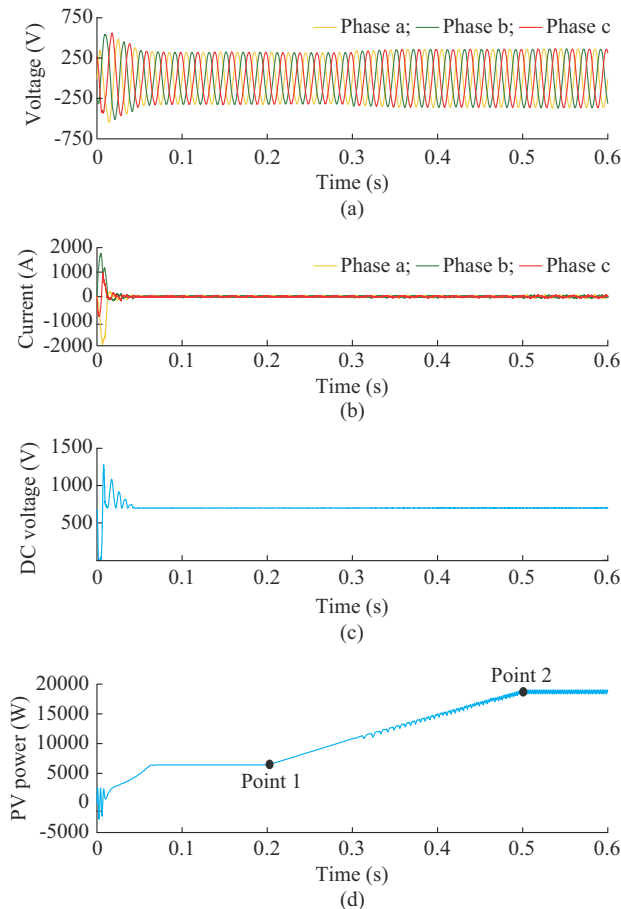 750
Phase a; Phase b; Phase c
250
-250
-750
Voltage (V)
0 0.1 0.2 0.3 0.4 0.5 0.6
Time (s)
(a)
2000
Phase a; Phase b; Phase c
1000
0
-1000
-2000
Current (A)
0 0.1 0.2 0.3 0.4 0.5 0.6
Time (s)
(b)
1500
1000
500
DC voltage (V)
0 0.1 0.2 0.3 0.4 0.5 0.6
Time (s)
(c)
20000
15000
10000
5000
0
-5000
PV power (W)
Point 2
Point 1
0 0.1 0.2 0.3 0.4 0.5 0.6
Time (s)
(d)